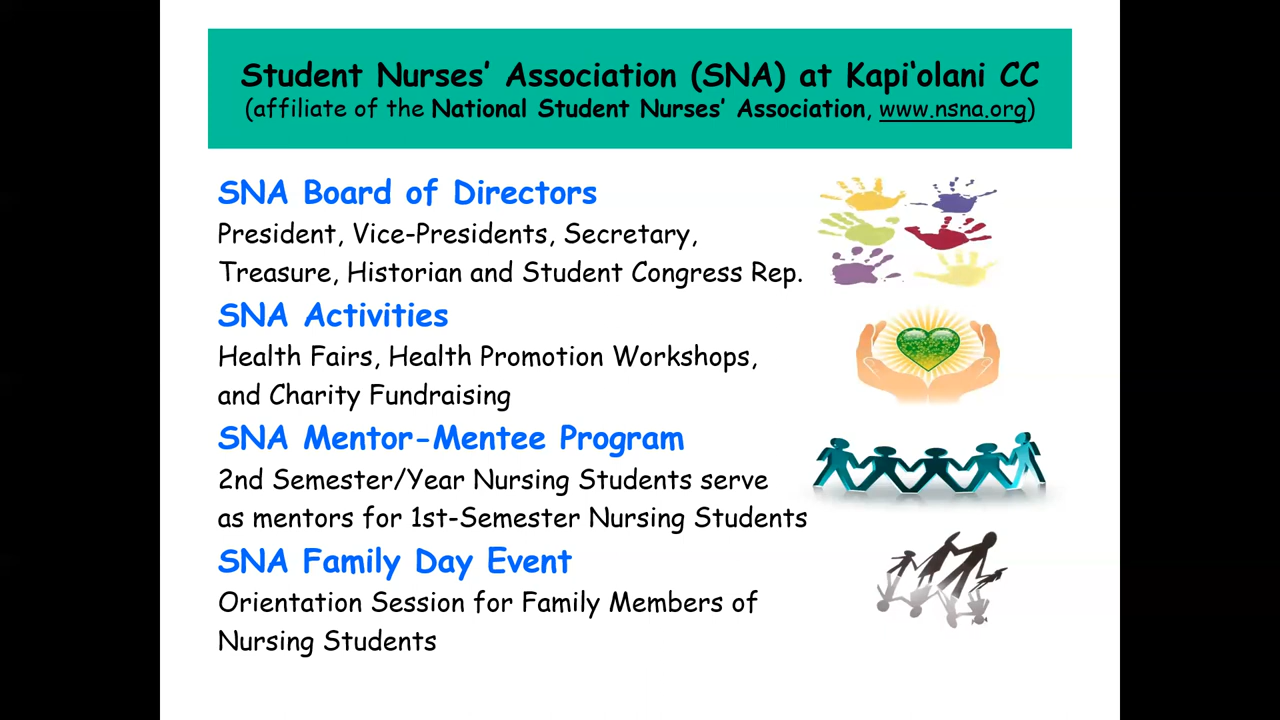 Student Nurses’ Association (SNA) at Kapi‘olani CC
(affiliate of the National Student Nurses’ Association, www.nsna.org)
SNA Board of Directors
President, Vice-Presidents, Secretary,
Treasure, Historian and Student Congress Rep.
SNA Activities
Health Fairs, Health Promotion Workshops,
and Charity Fundraising
SNA Mentor-Mentee Program
2nd Semester/Year Nursing Students serve
as mentors for 1st-Semester Nursing Students
SNA Family Day Event
Orientation Session for Family Members of
Nursing Students